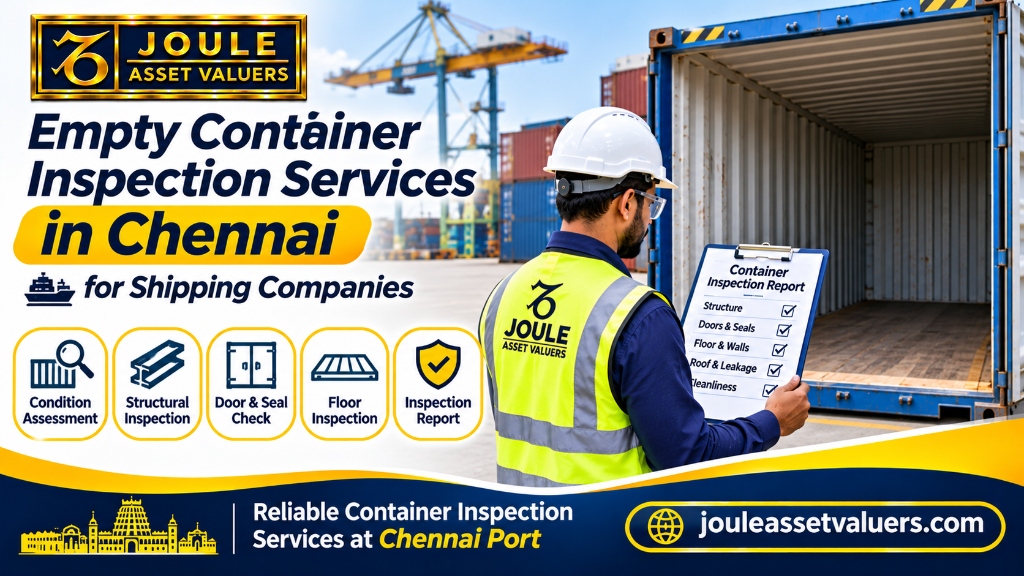 JOULE
ASSET VALUERS
Empty Container
Inspection Services
in Chennai
for Shipping Companies
Condition
Assessment
Structural
Inspection
Door & Seal
Check
Floor
Inspection
Inspection
Report
JOULE
ASSET VALUERS
Container
Inspection Report
Structure
Doors & Seals
Floor & Walls
Roof & Leakage
Cleanliness
Reliable Container Inspection
Services at Chennai Port
jouleassetvaluers.com